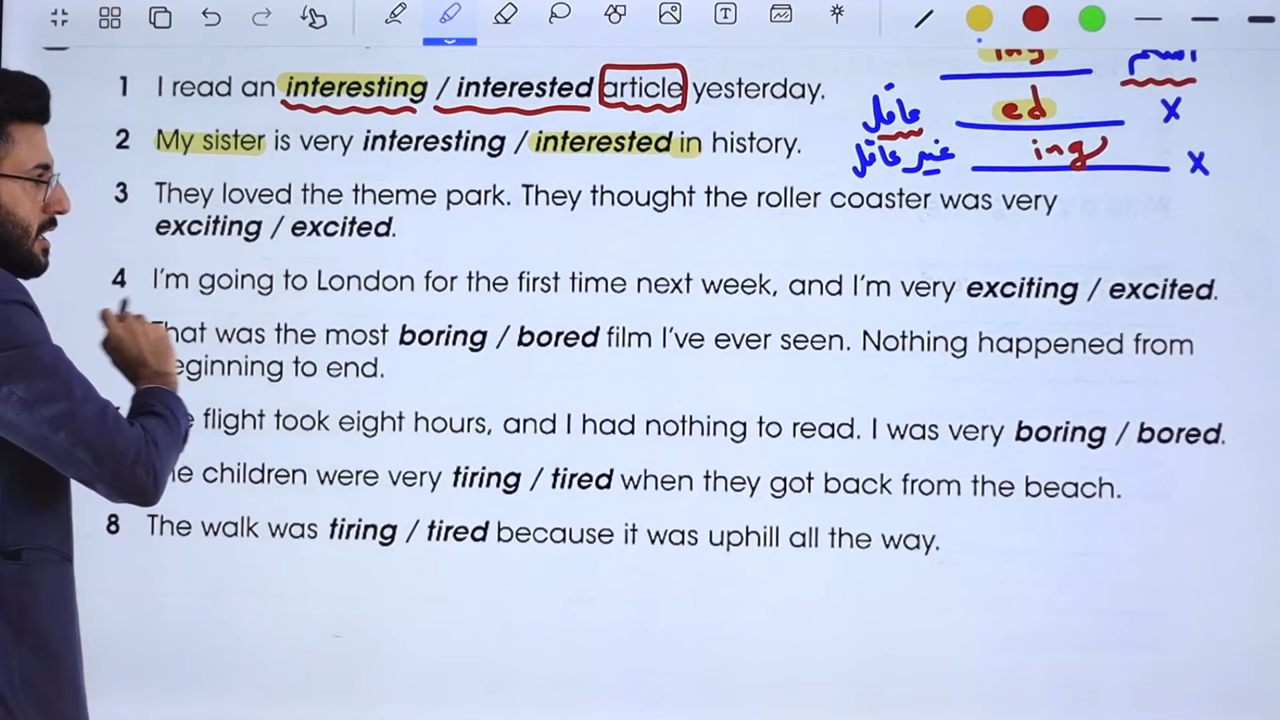 ing اسم
1 I read an interesting / interested article yesterday.
عاقل ed X
2 My sister is very interesting / interested in history.
غير عاقل ing X
3 They loved the theme park. They thought the roller coaster was very
exciting / excited.
4 I'm going to London for the first time next week, and I'm very exciting / excited.
That was the most boring / bored film I've ever seen. Nothing happened from
eginning to end.
e flight took eight hours, and I had nothing to read. I was very boring / bored.
he children were very tiring / tired when they got back from the beach.
8 The walk was tiring / tired because it was uphill all the way.